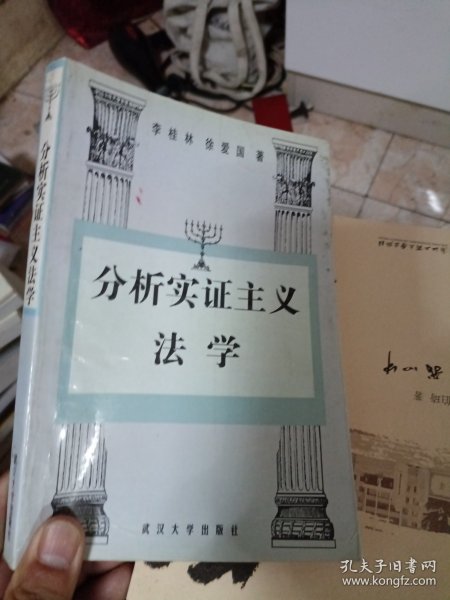 李桂林 徐爱国 著
分析实证主义
法学
武汉大学出版社
分析实证主义法学
著
孔夫子旧书网
www.kongfz.com